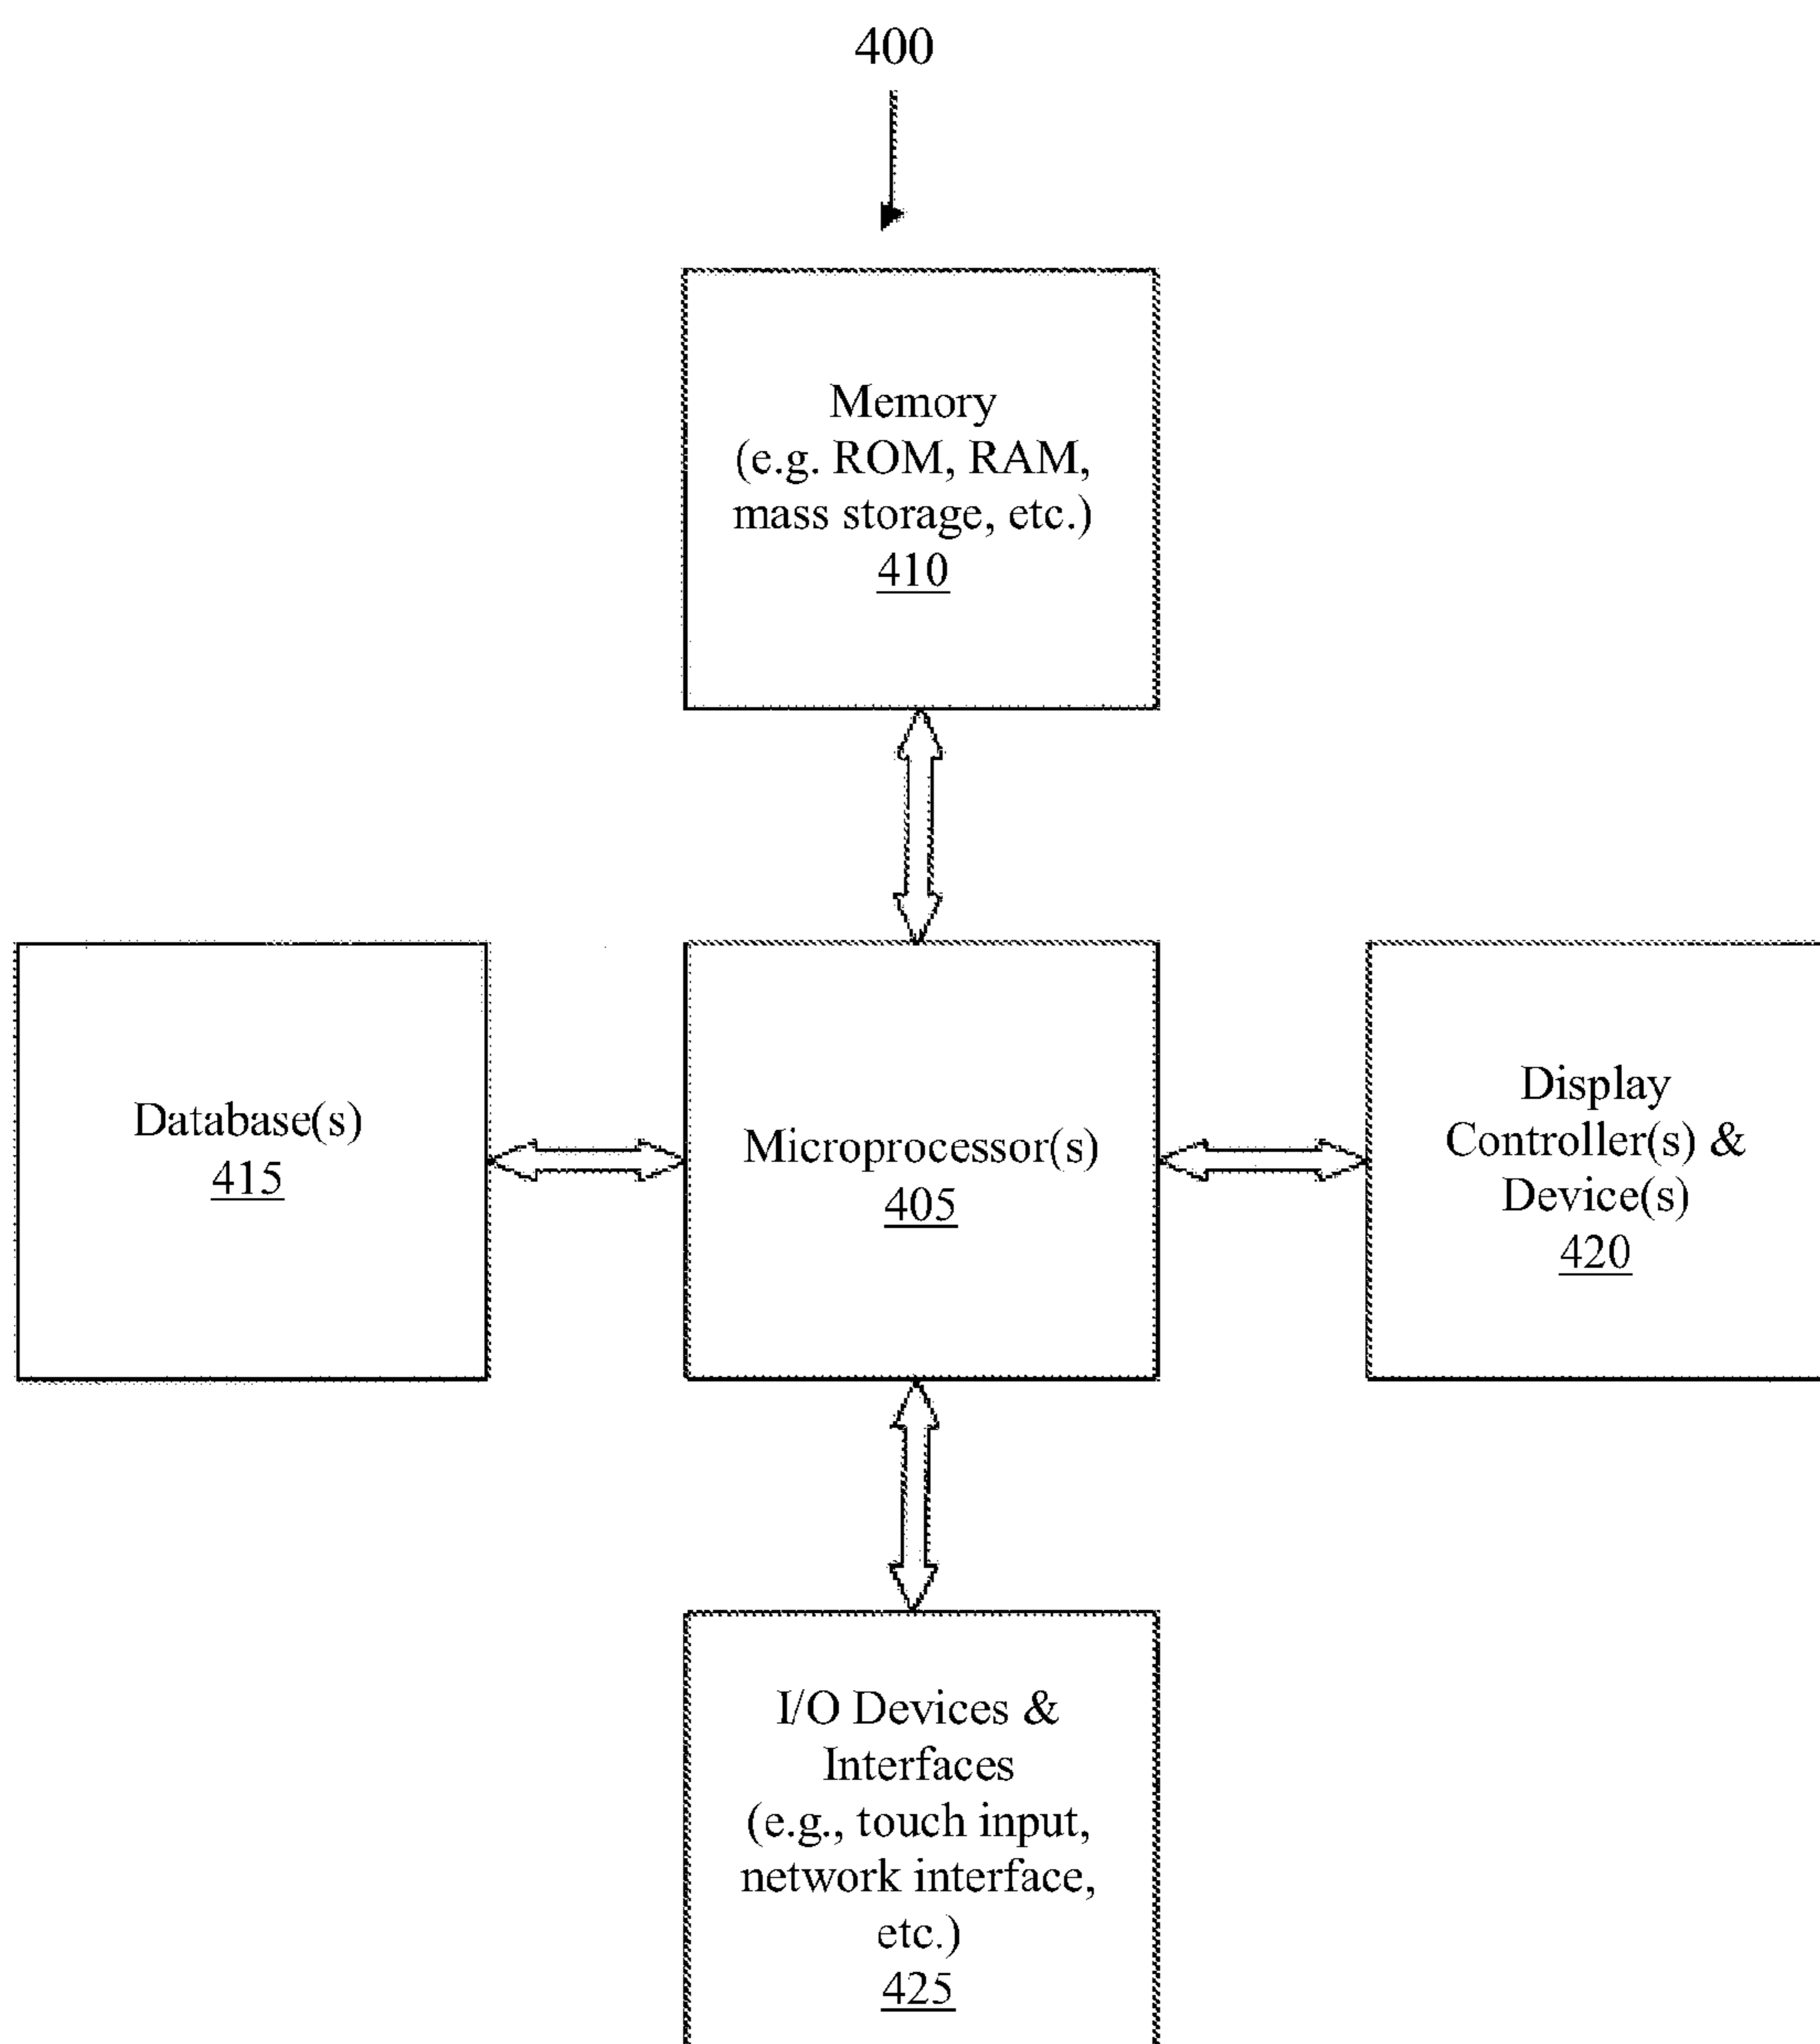 400
Memory
(e.g. ROM, RAM,
mass storage, etc.)
410
Database(s)
415
Microprocessor(s)
405
Display
Controller(s) &
Device(s)
420
I/O Devices &
Interfaces
(e.g., touch input,
network interface,
etc.)
425